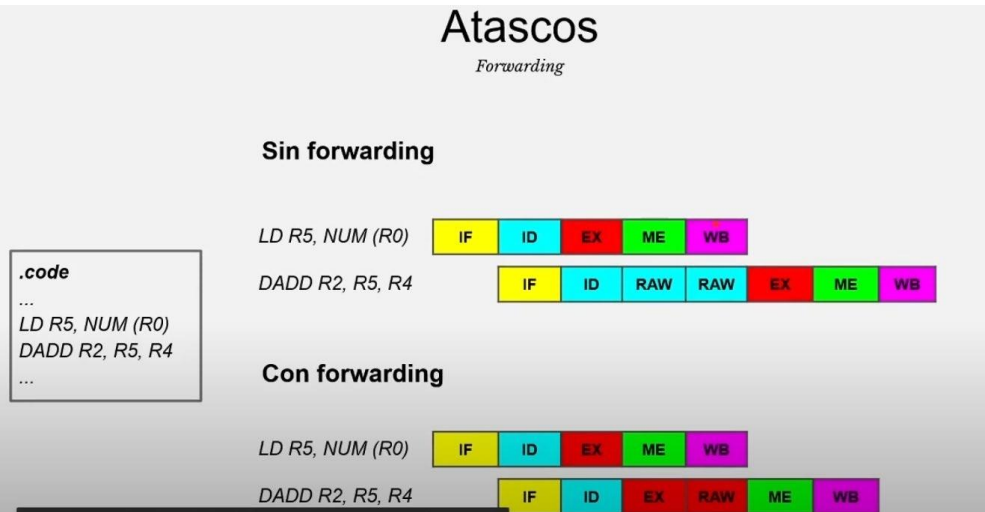 Atascos
Forwarding
Sin forwarding
LD R5, NUM (R0) IF ID EX ME WB
DADD R2, R5, R4 IF ID RAW RAW EX ME WB
.code
...
LD R5, NUM (R0)
DADD R2, R5, R4
...
Con forwarding
LD R5, NUM (R0) IF ID EX ME WB
DADD R2, R5, R4 IF ID EX RAW ME WB